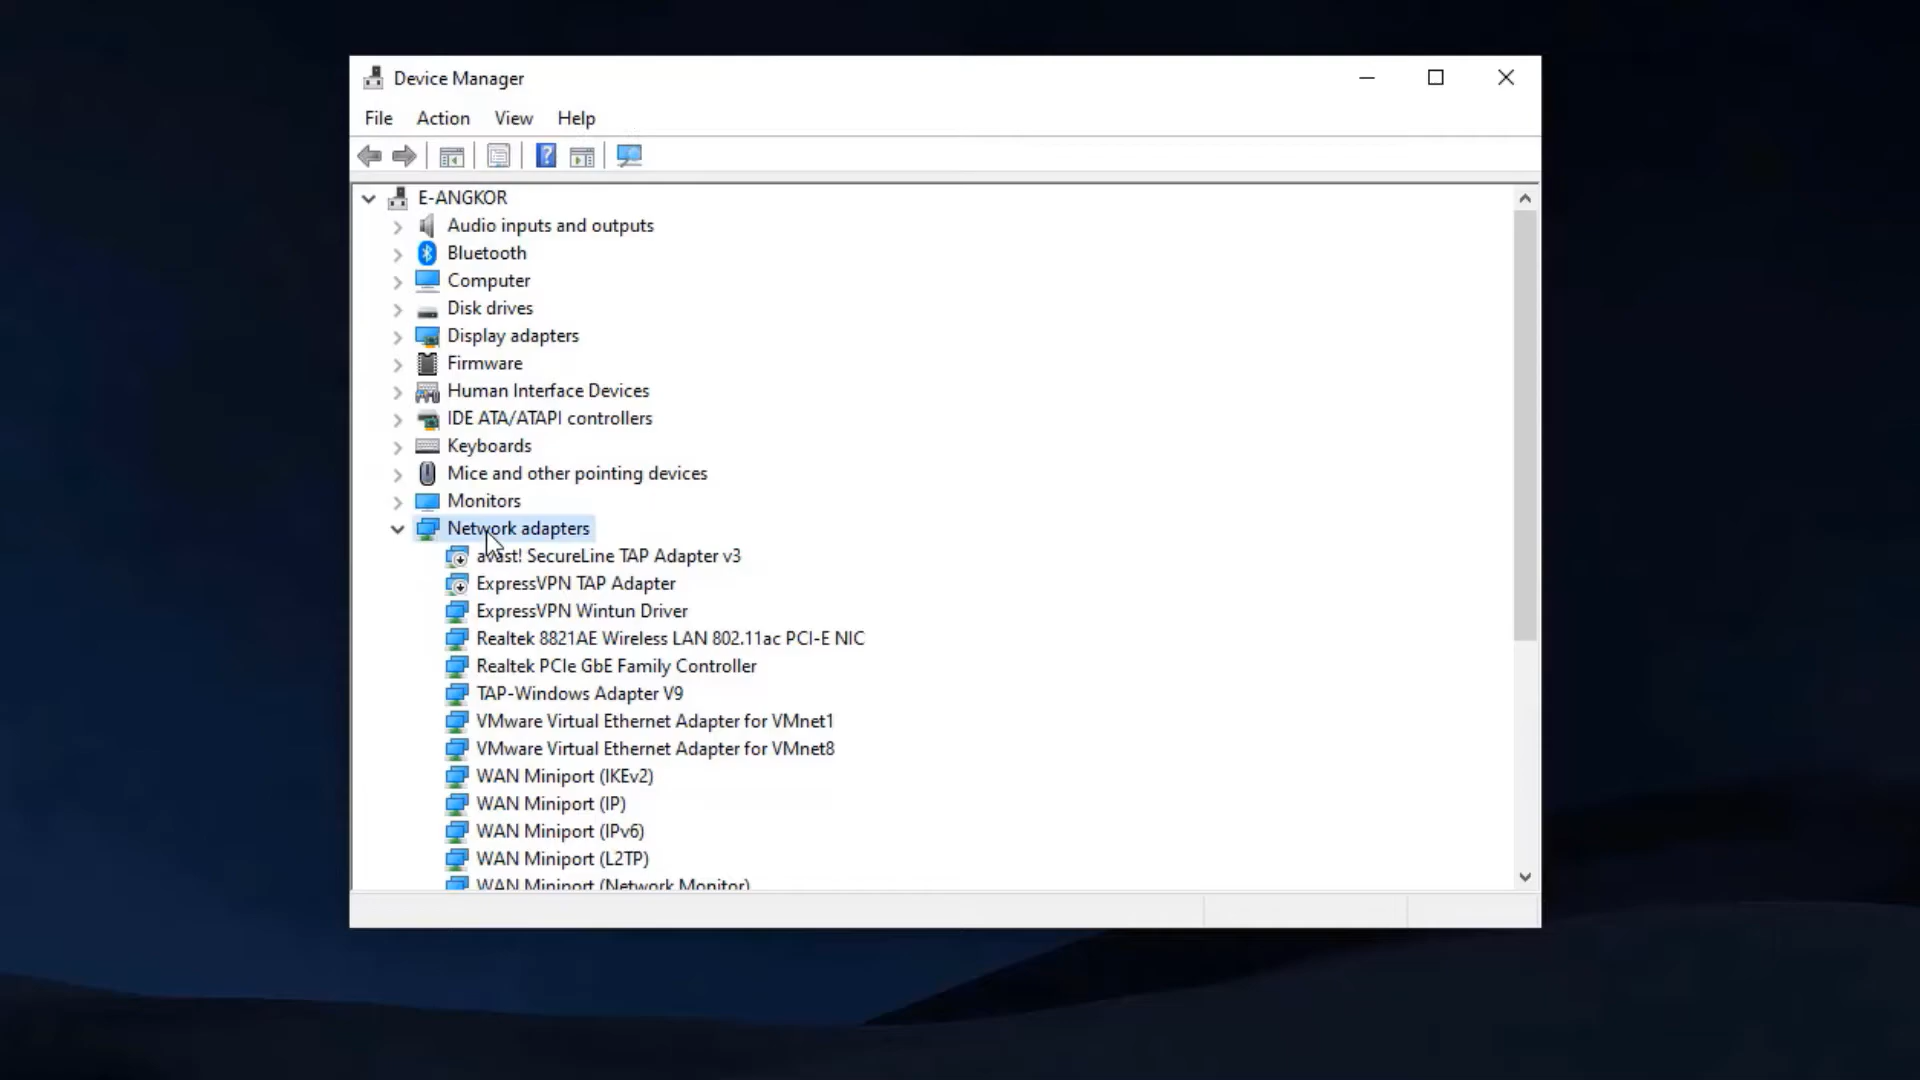 Device Manager
File Action View Help
E-ANGKOR
Audio inputs and outputs
Bluetooth
Computer
Disk drives
Display adapters
Firmware
Human Interface Devices
IDE ATA/ATAPI controllers
Keyboards
Mice and other pointing devices
Monitors
Network adapters
avast! SecureLine TAP Adapter v3
ExpressVPN TAP Adapter
ExpressVPN Wintun Driver
Realtek 8821AE Wireless LAN 802.11ac PCI-E NIC
Realtek PCIe GbE Family Controller
TAP-Windows Adapter V9
VMware Virtual Ethernet Adapter for VMnet1
VMware Virtual Ethernet Adapter for VMnet8
WAN Miniport (IKEv2)
WAN Miniport (IP)
WAN Miniport (IPv6)
WAN Miniport (L2TP)
WAN Miniport (Network Monitor)